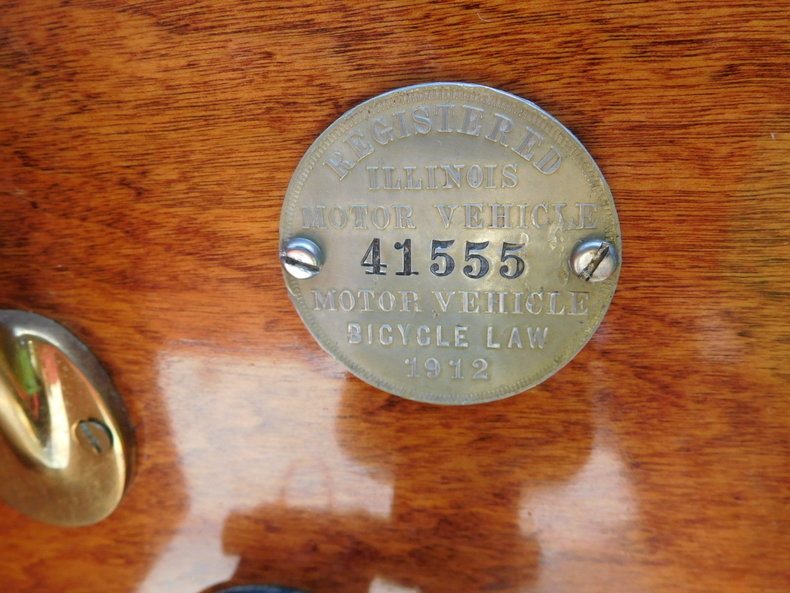 REGISTERED
ILLINOIS
MOTOR VEHICLE
41555
MOTOR VEHICLE
BICYCLE LAW
1912